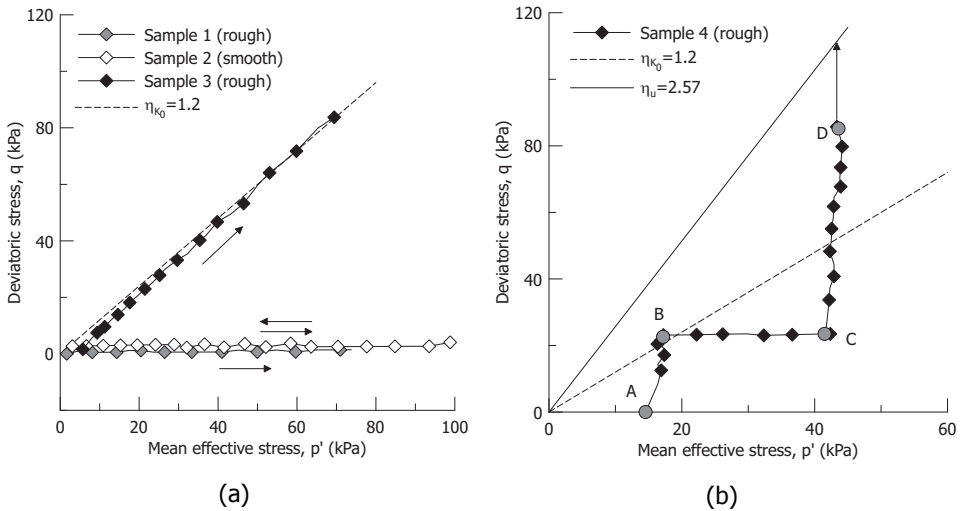 120
80
40
0
0
20
40
60
80
100
Deviatoric stress, q (kPa)
Mean effective stress, p' (kPa)
Sample 1 (rough)
Sample 2 (smooth)
Sample 3 (rough)
ηK0=1.2
(a)
120
80
40
0
0
20
40
60
Deviatoric stress, q (kPa)
Mean effective stress, p' (kPa)
Sample 4 (rough)
ηK0=1.2
ηu=2.57
A
B
C
D
(b)